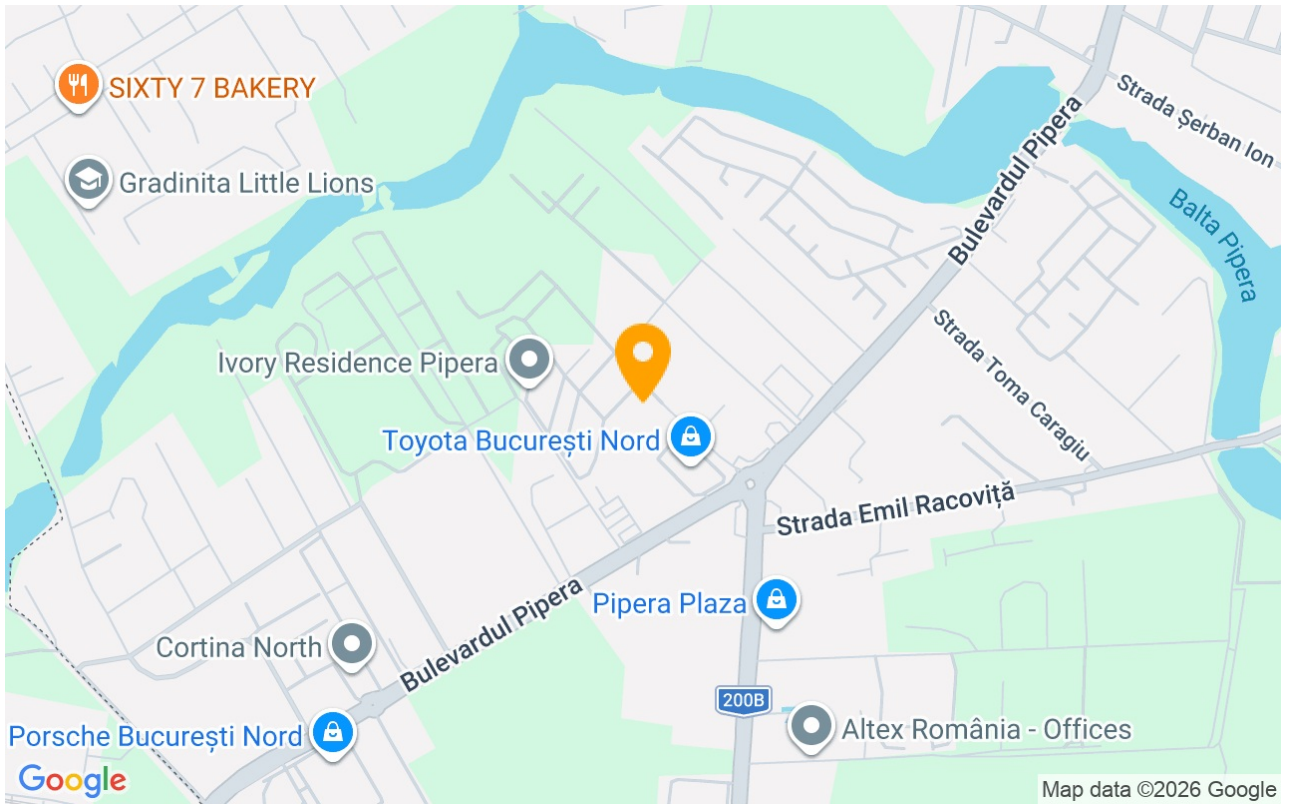 SIXTY 7 BAKERY
Strada Șerban Ion
Bulevardul Pipera
Gradinita Little Lions
Balta Pipera
Ivory Residence Pipera
Strada Toma Caragiu
Toyota București Nord
Strada Emil Racoviță
Bulevardul Pipera
Pipera Plaza
Cortina North
200B
Porsche București Nord
Altex România - Offices
Google
Map data ©2026 Google